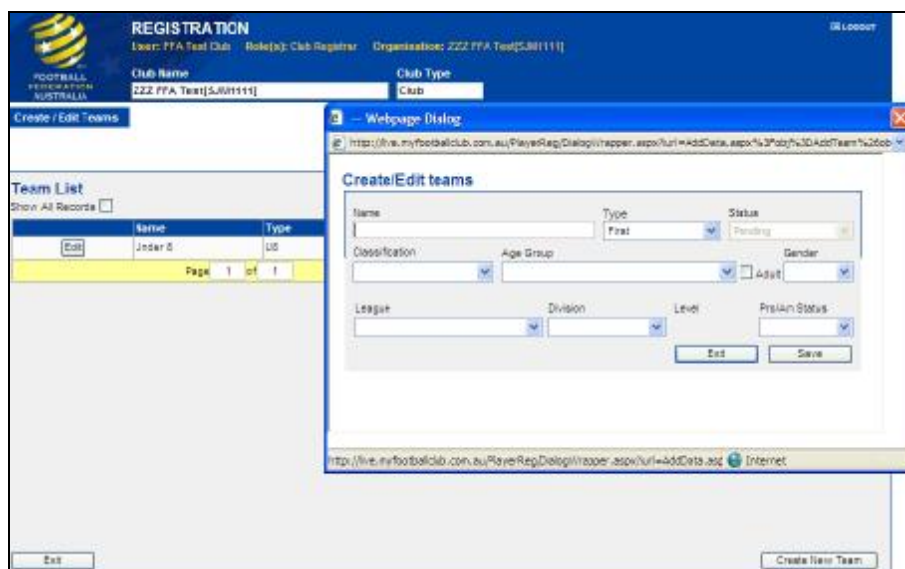 REGISTRATION
LOGOUT
User: FFA Test Club Role(s): Club Registrar Organisation: ZZZ FFA Test[SJW1111]
FOOTBALL
FEDERATION
AUSTRALIA
Club Name
Club Type
ZZZ FFA Test[SJW1111]
Club
Create / Edit Teams
-- Webpage Dialog
http://live.myfootballclub.com.au/PlayerReg/DialogWrapper.aspx?url=AddData.aspx%3Fobj%3DAddTeam%26ob
Create/Edit teams
Team List
Show All Records
Name
Type
Edit
Under 8
U8
Page 1 of 1
Name
Type
Status
First
Pending
Classification
Age Group
Gender
Adult
League
Division
Level
Pro/Am Status
Exit
Save
http://live.myfootballclub.com.au/PlayerReg/DialogWrapper.aspx?url=AddData.asp
Internet
Exit
Create New Team